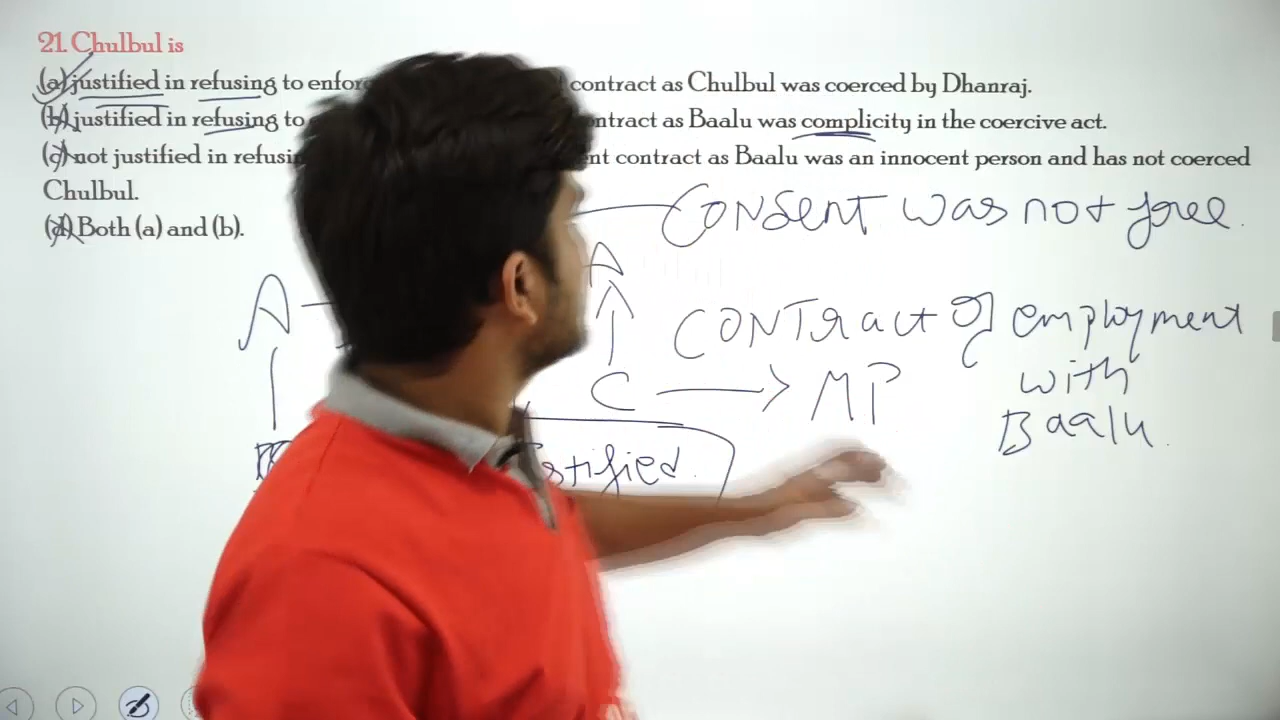 21. Chulbul is
(a) justified in refusing to enfor contract as Chulbul was coerced by Dhanraj.
(b) justified in refusing to ntract as Baalu was complicity in the coercive act.
(c) not justified in refusin nt contract as Baalu was an innocent person and has not coerced
Chulbul.
(d) Both (a) and (b).
Consent was not free.
A
A
Contract of employment
C MP
with
Baalu.
stified.